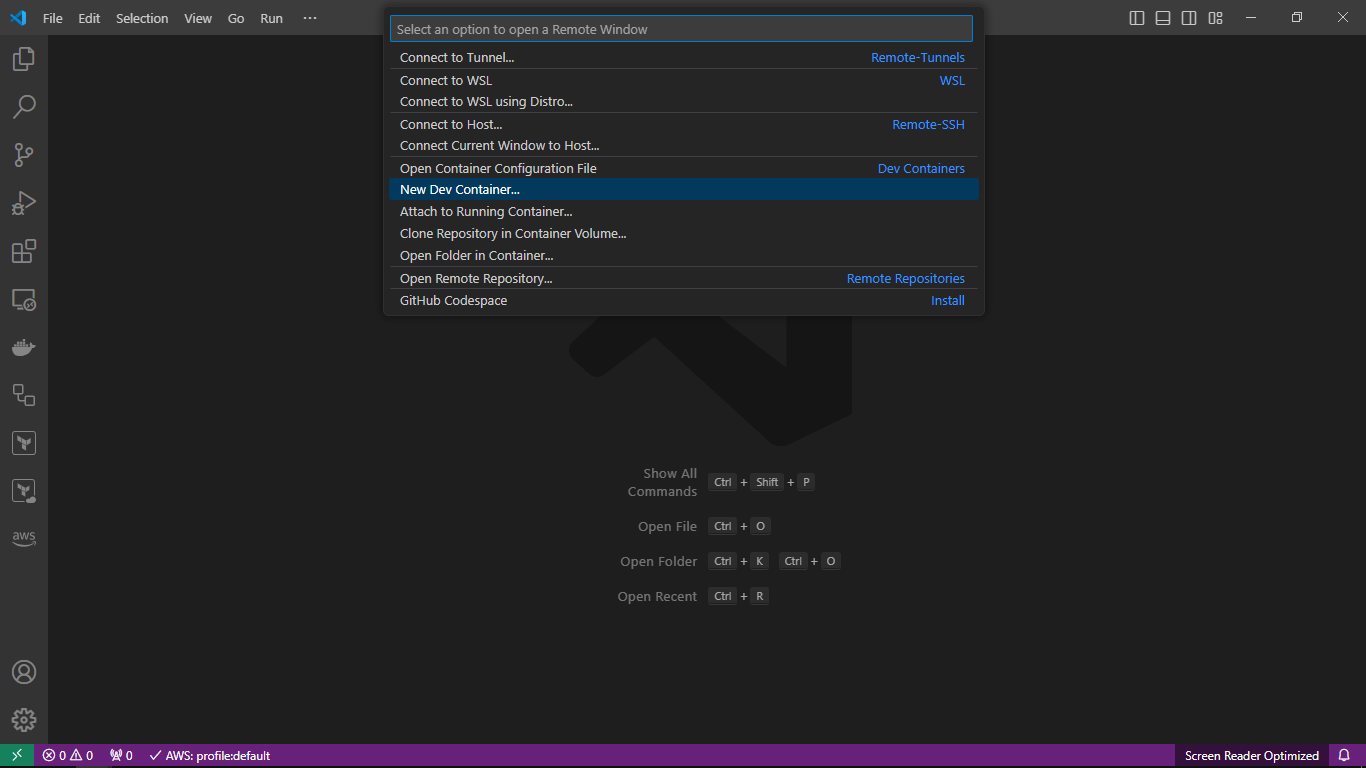 File Edit Selection View Go Run ···
Select an option to open a Remote Window
Connect to Tunnel... Remote-Tunnels
Connect to WSL WSL
Connect to WSL using Distro...
Connect to Host... Remote-SSH
Connect Current Window to Host...
Open Container Configuration File Dev Containers
New Dev Container...
Attach to Running Container...
Clone Repository in Container Volume...
Open Folder in Container...
Open Remote Repository... Remote Repositories
GitHub Codespace Install
Show All
Commands Ctrl + Shift + P
Open File Ctrl + O
Open Folder Ctrl + K Ctrl + O
Open Recent Ctrl + R
aws
0 0 0 AWS: profile:default Screen Reader Optimized